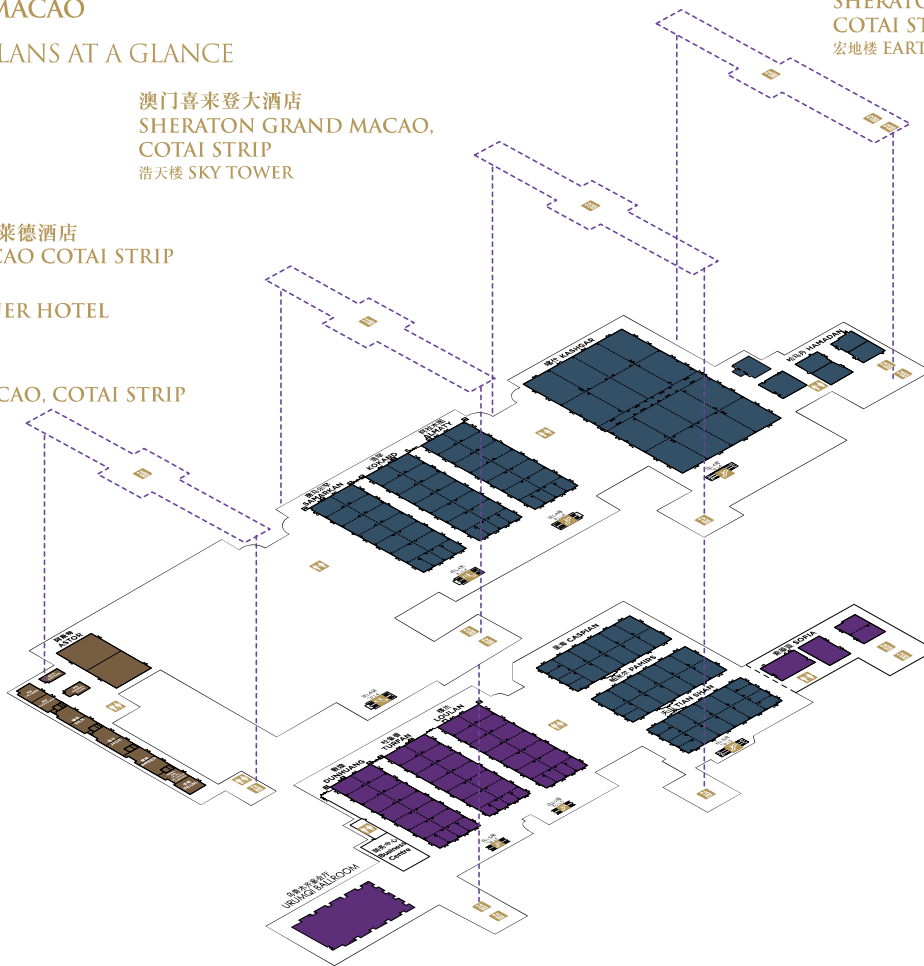 MACAO
LANS AT A GLANCE
SHERATO
COTAI ST
宏地楼 EART
澳门喜来登大酒店
SHERATON GRAND MACAO,
COTAI STRIP
浩天楼 SKY TOWER
莱德酒店
CAO COTAI STRIP
ER HOTEL
CAO, COTAI STRIP
喀什 KASHGAR
哈马丹 HAMADAN
阿拉木图
ALMATY
浩罕
KOKAND
撒马尔罕
SAMARKAN
阿斯特
ASTOR
里海 CASPIAN
帕米尔 PAMIRS
天山 TIAN SHAN
索菲亚 SOFIA
楼兰
LOULAN
吐鲁番
TURFAN
敦煌
DUNHUANG
商务中心
Business
Centre
乌鲁木齐宴会厅
URUMQI BALLROOM